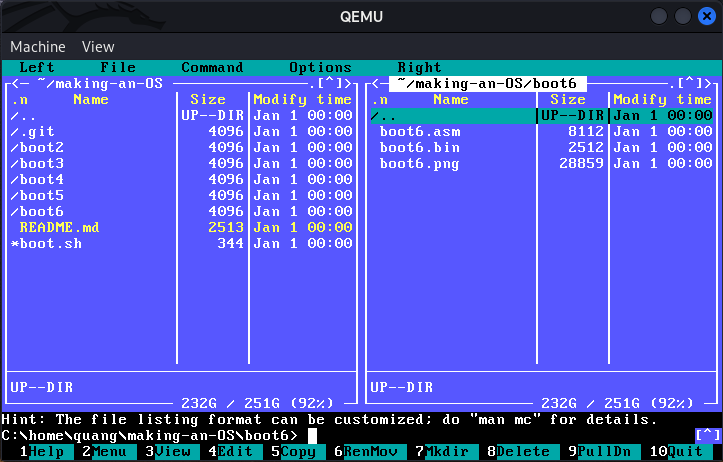 QEMU
Machine View
Left File Command Options Right
<— ~/making-an-OS .[^]> <— ~/making-an-OS/boot6 .[^]>
.n Name Size Modify time .n Name Size Modify time
/.. UP--DIR Jan 1 00:00 /.. UP--DIR Jan 1 00:00
/.git 4096 Jan 1 00:00 boot6.asm 8112 Jan 1 00:00
/boot2 4096 Jan 1 00:00 boot6.bin 2512 Jan 1 00:00
/boot3 4096 Jan 1 00:00 boot6.png 28859 Jan 1 00:00
/boot4 4096 Jan 1 00:00
/boot5 4096 Jan 1 00:00
/boot6 4096 Jan 1 00:00
README.md 2513 Jan 1 00:00
*boot.sh 344 Jan 1 00:00
UP--DIR UP--DIR
232G / 251G (92%) 232G / 251G (92%)
Hint: The file listing format can be customized; do "man mc" for details.
C:\home\quang\making-an-OS\boot6> [^]
1Help 2Menu 3View 4Edit 5Copy 6RenMov 7Mkdir 8Delete 9PullDn 10Quit